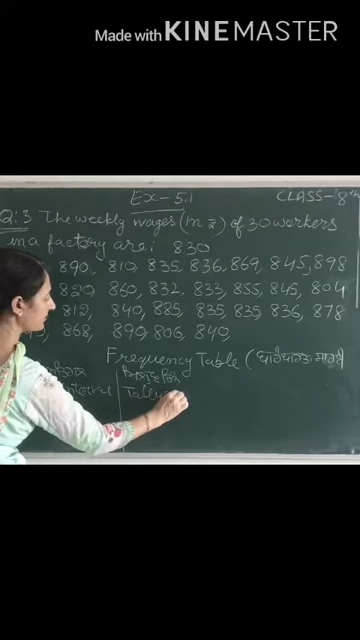 Made with KINEMASTER
Ex-5.1 CLASS-8th
Q:3 The weekly wages (in ₹) of 30 workers
in a factory are: 830
890, 810, 835, 836, 869, 845, 898
820, 860, 832, 833, 855, 845, 804
812, 840, 885, 835, 835, 836, 878
868, 890, 806, 840,
Frequency Table (
Tally